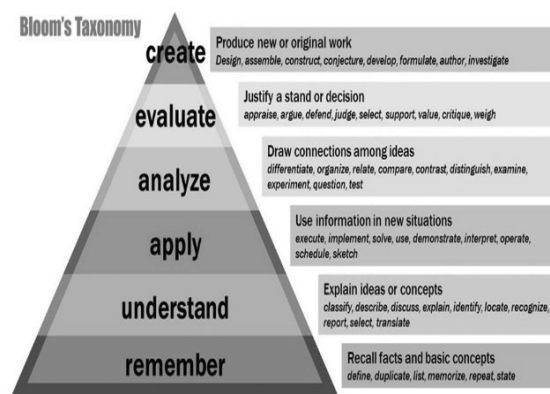 Bloom's Taxonomy
create
Produce new or original work
Design, assemble, construct, conjecture, develop, formulate, author, investigate
evaluate
Justify a stand or decision
appraise, argue, defend, judge, select, support, value, critique, weigh
analyze
Draw connections among ideas
differentiate, organize, relate, compare, contrast, distinguish, examine,
experiment, question, test
apply
Use information in new situations
execute, implement, solve, use, demonstrate, interpret, operate,
schedule, sketch
understand
Explain ideas or concepts
classify, describe, discuss, explain, identify, locate, recognize,
report, select, translate
remember
Recall facts and basic concepts
define, duplicate, list, memorize, repeat, state